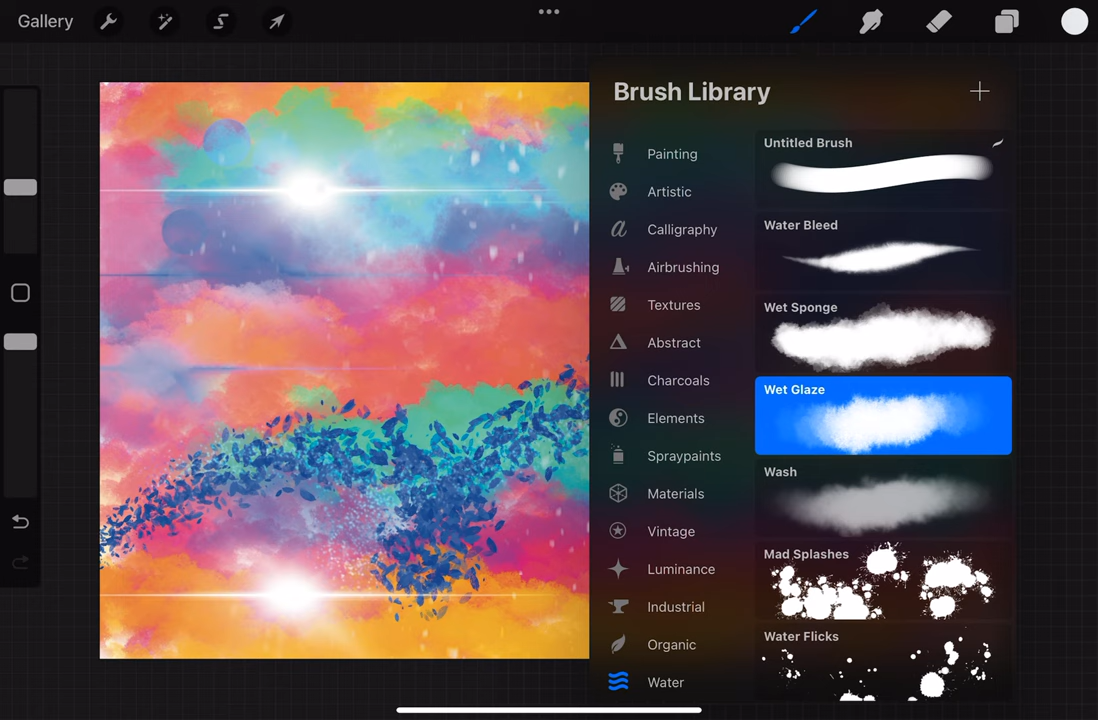 Gallery
Brush Library
Painting
Artistic
Calligraphy
Airbrushing
Textures
Abstract
Charcoals
Elements
Spraypaints
Materials
Vintage
Luminance
Industrial
Organic
Water
Untitled Brush
Water Bleed
Wet Sponge
Wet Glaze
Wash
Mad Splashes
Water Flicks